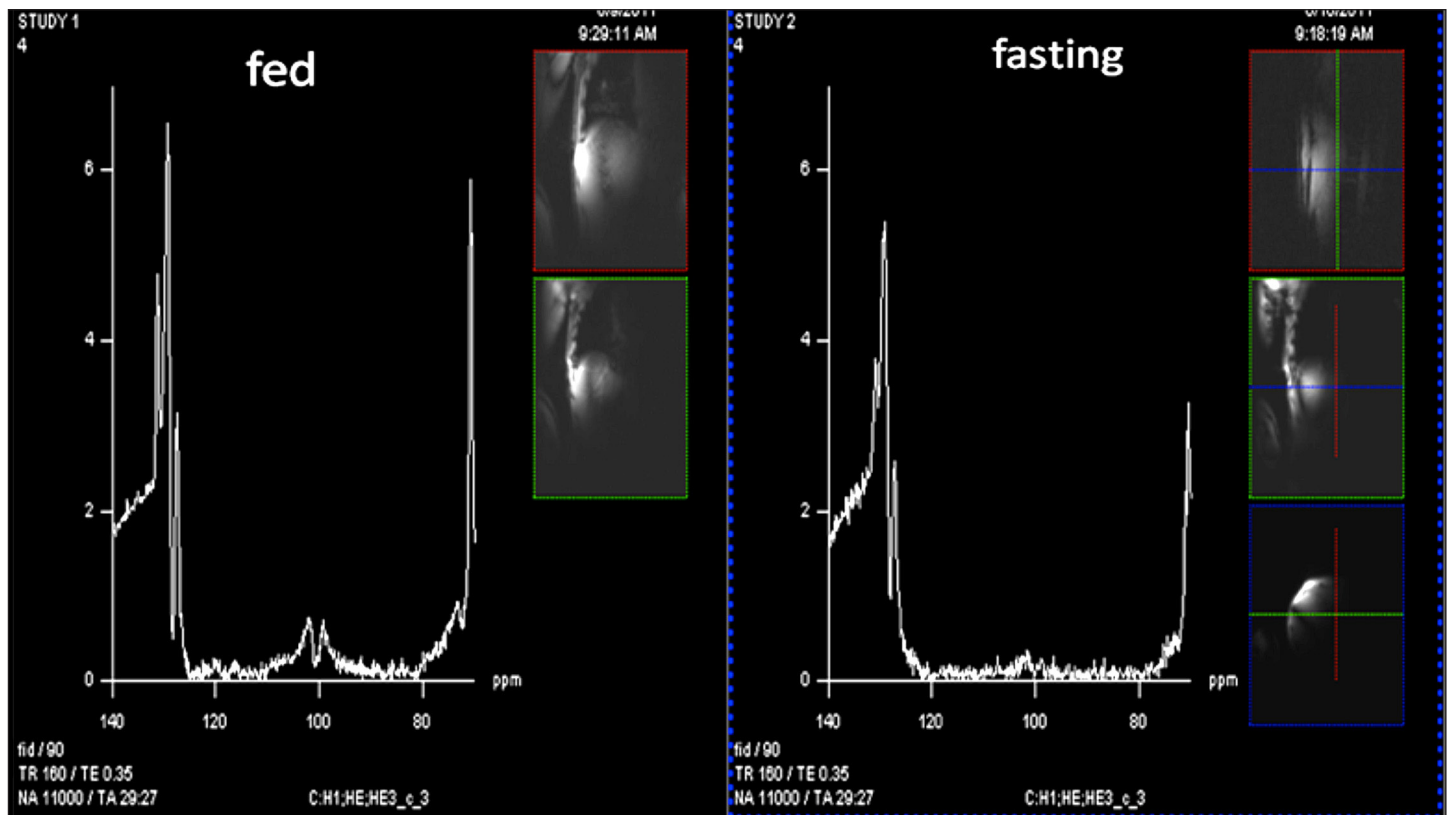 STUDY 1
4
9:29:11 AM
fed
6
4
2
0
ppm
140 120 100 80
fid / 90
TR 160 / TE 0.35
NA 11000 / TA 29:27 C:H1;HE;HE3_c_3
STUDY 2
4
9:18:19 AM
fasting
6
4
2
0
ppm
140 120 100 80
fid / 90
TR 160 / TE 0.35
NA 11000 / TA 29:27 C:H1;HE;HE3_c_3